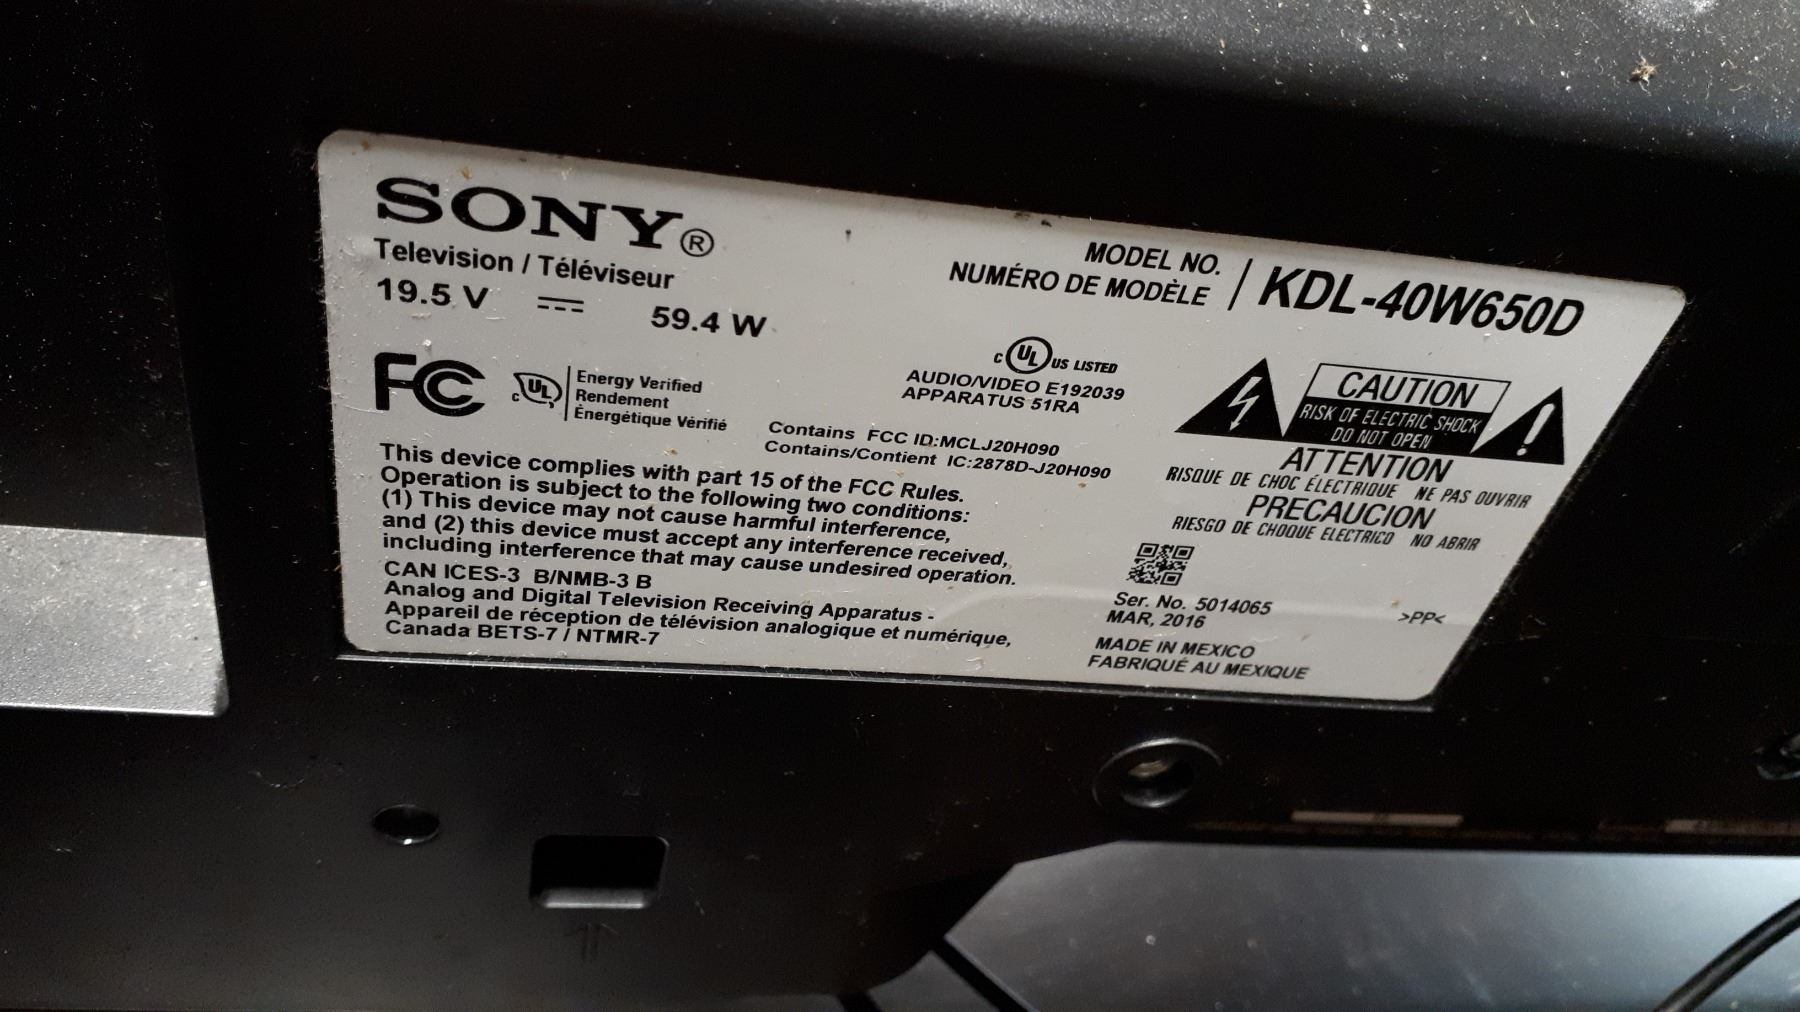 SONY®
Television / Téléviseur
19.5 V 59.4 W
MODEL NO.
NUMÉRO DE MODÈLE / KDL-40W650D
FC
c UL Energy Verified
Rendement
Énergétique Vérifié
c UL US LISTED
AUDIO/VIDEO E192039
APPARATUS 51RA
Contains FCC ID:MCLJ20H090
Contains/Contient IC:2878D-J20H090
CAUTION
RISK OF ELECTRIC SHOCK
DO NOT OPEN
ATTENTION
RISQUE DE CHOC ÉLECTRIQUE NE PAS OUVRIR
PRECAUCION
RIESGO DE CHOQUE ELECTRICO NO ABRIR
This device complies with part 15 of the FCC Rules.
Operation is subject to the following two conditions:
(1) This device may not cause harmful interference,
and (2) this device must accept any interference received,
including interference that may cause undesired operation.
CAN ICES-3 B/NMB-3 B
Analog and Digital Television Receiving Apparatus -
Appareil de réception de télévision analogique et numérique,
Canada BETS-7 / NTMR-7
Ser. No. 5014065
MAR, 2016
>PP<
MADE IN MEXICO
FABRIQUÉ AU MEXIQUE